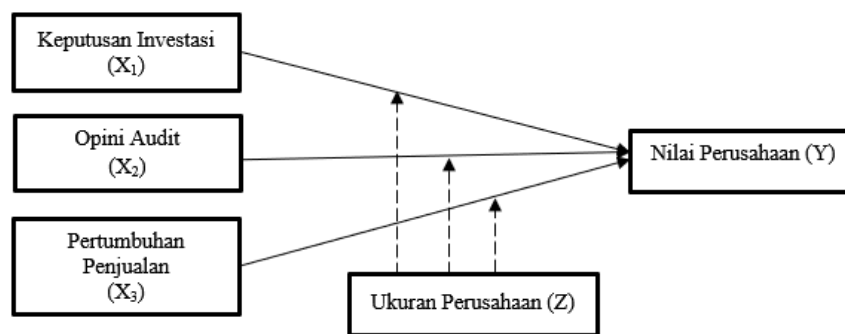 Keputusan Investasi
(X₁)
Opini Audit
(X₂)
Nilai Perusahaan (Y)
Pertumbuhan
Penjualan
(X₃)
Ukuran Perusahaan (Z)